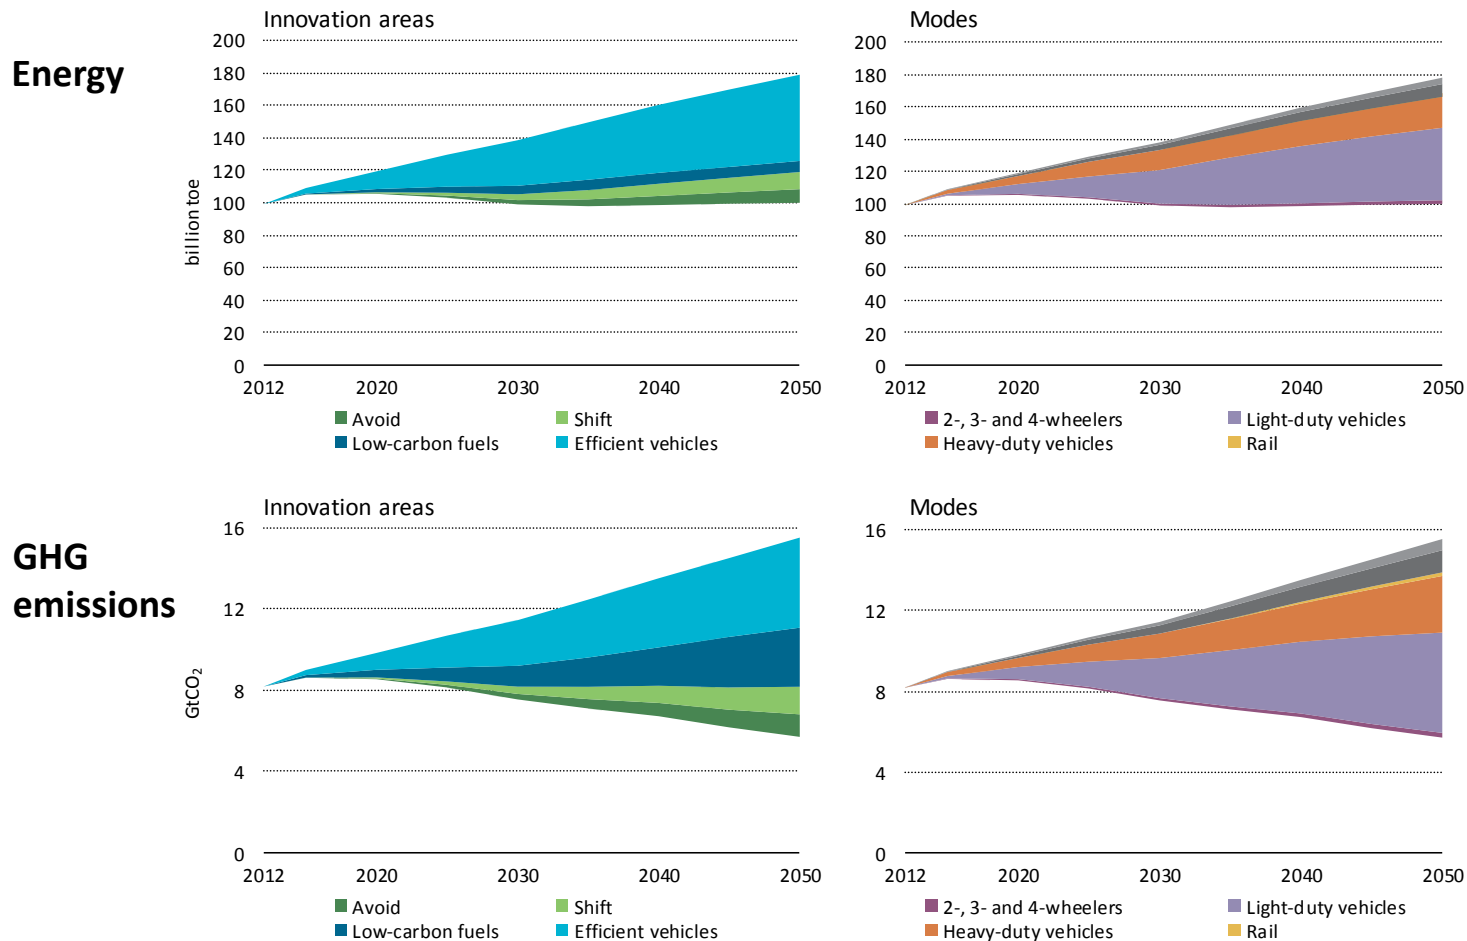 Energy
Innovation areas
billion toe
200
180
160
140
120
100
80
60
40
20
0
2012 2020 2030 2040 2050
Avoid Shift
Low-carbon fuels Efficient vehicles
Modes
200
180
160
140
120
100
80
60
40
20
0
2012 2020 2030 2040 2050
2-, 3- and 4-wheelers Light-duty vehicles
Heavy-duty vehicles Rail
GHG
emissions
Innovation areas
GtCO₂
16
12
8
4
0
2012 2020 2030 2040 2050
Avoid Shift
Low-carbon fuels Efficient vehicles
Modes
16
12
8
4
0
2012 2020 2030 2040 2050
2-, 3- and 4-wheelers Light-duty vehicles
Heavy-duty vehicles Rail